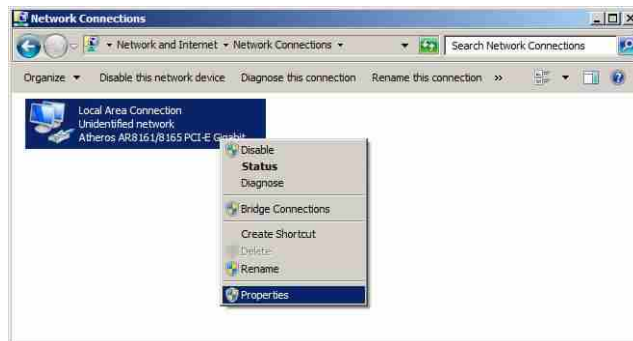 Network Connections
Network and Internet Network Connections
Search Network Connections
Organize Disable this network device Diagnose this connection Rename this connection »
Local Area Connection
Unidentified network
Atheros AR8161/8165 PCI-E Gigabit
Disable
Status
Diagnose
Bridge Connections
Create Shortcut
Delete
Rename
Properties